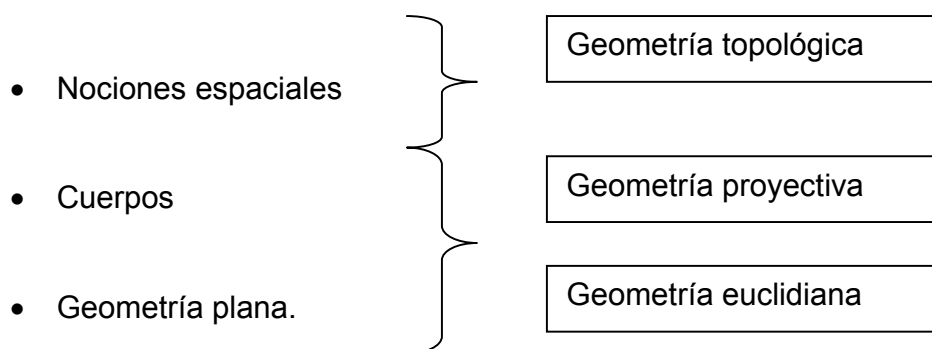 Geometría topológica
• Nociones espaciales
Geometría proyectiva
• Cuerpos
Geometría euclidiana
• Geometría plana.